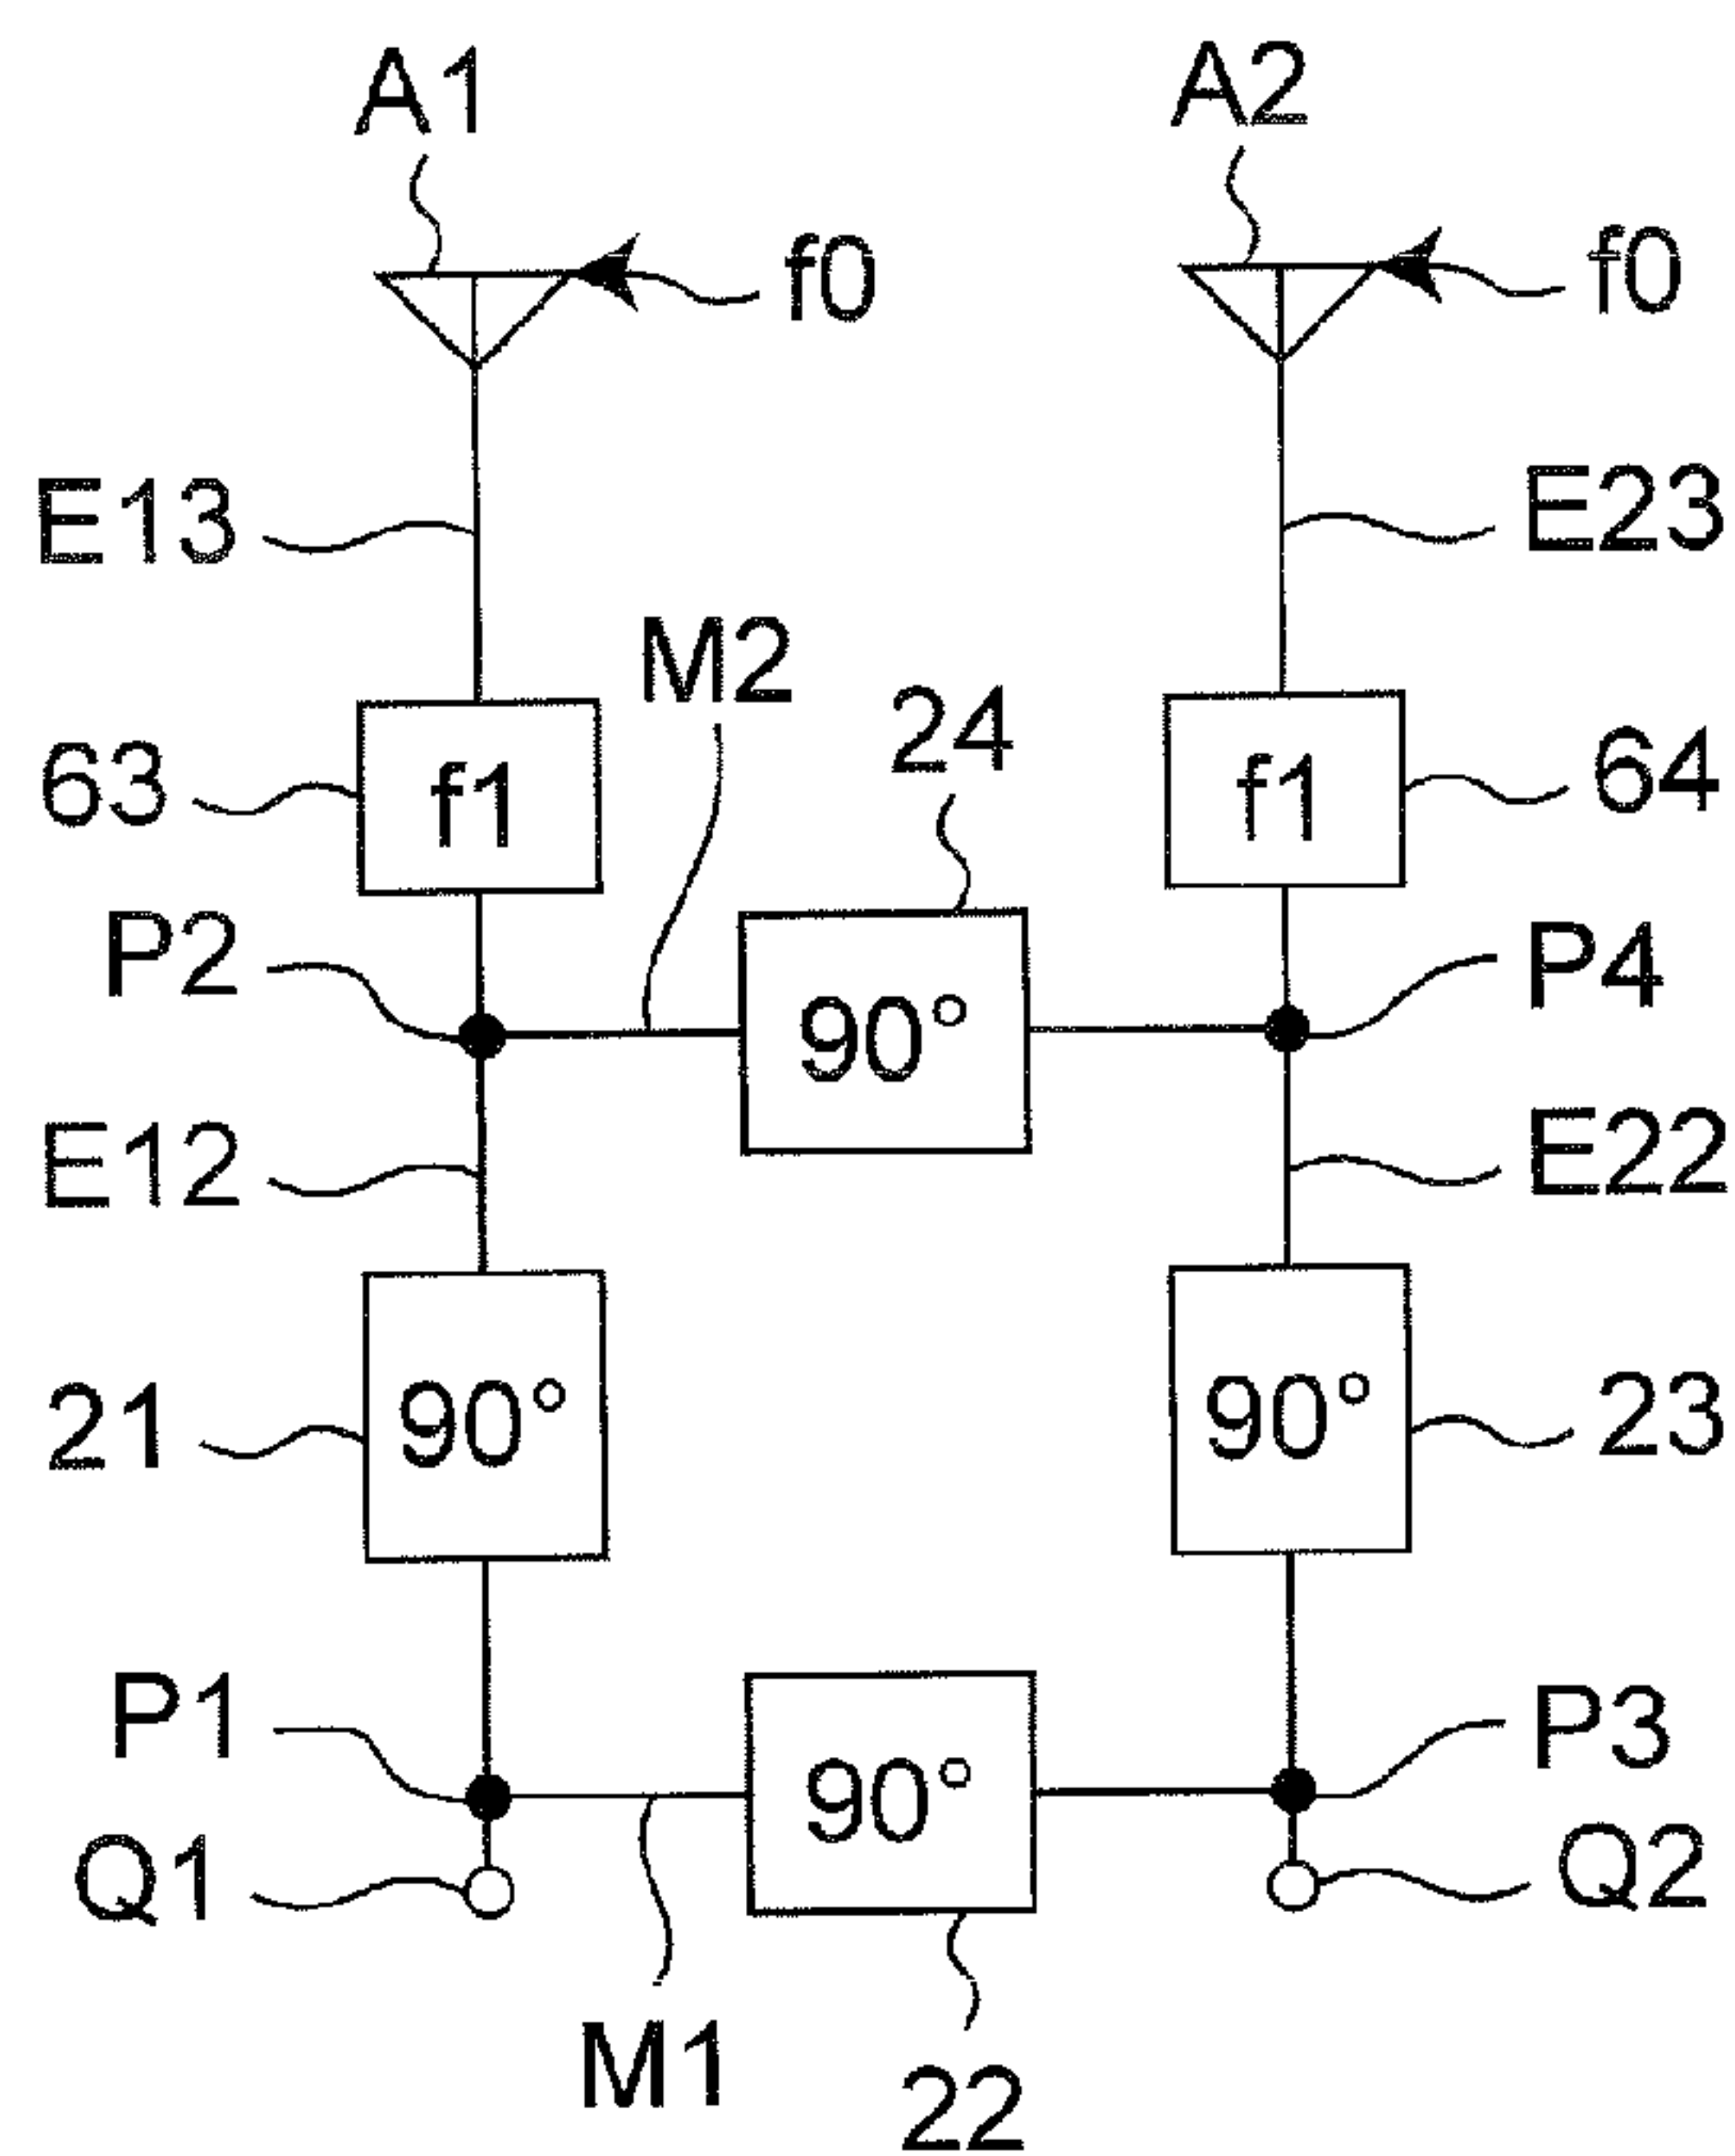 A1 A2
f0 f0
E13 E23
M2
24
63 f1 f1 64
P2 P4
90°
E12 E22
21 90° 90° 23
P1 P3
90°
Q1 Q2
M1
22